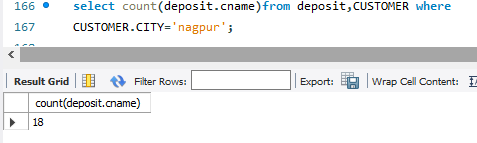 166 select count(deposit.cname)from deposit,CUSTOMER where
167 CUSTOMER.CITY='nagpur';
Result Grid Filter Rows: Export: Wrap Cell Content:
count(deposit.cname)
18